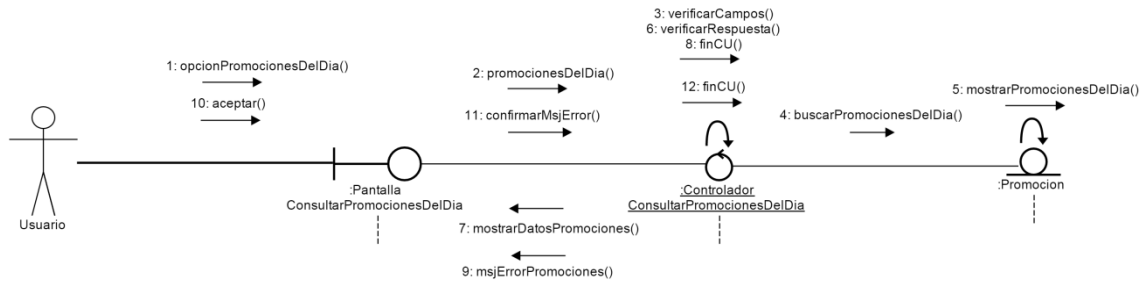 3: verificarCampos()
6: verificarRespuesta()
8: finCU()
1: opcionPromocionesDelDia()
2: promocionesDelDia()
12: finCU()
5: mostrarPromocionesDelDia()
10: aceptar()
11: confirmarMsjError()
4: buscarPromocionesDelDia()
:Pantalla
ConsultarPromocionesDelDia
:Controlador
ConsultarPromocionesDelDia
:Promocion
Usuario
7: mostrarDatosPromociones()
9: msjErrorPromociones()